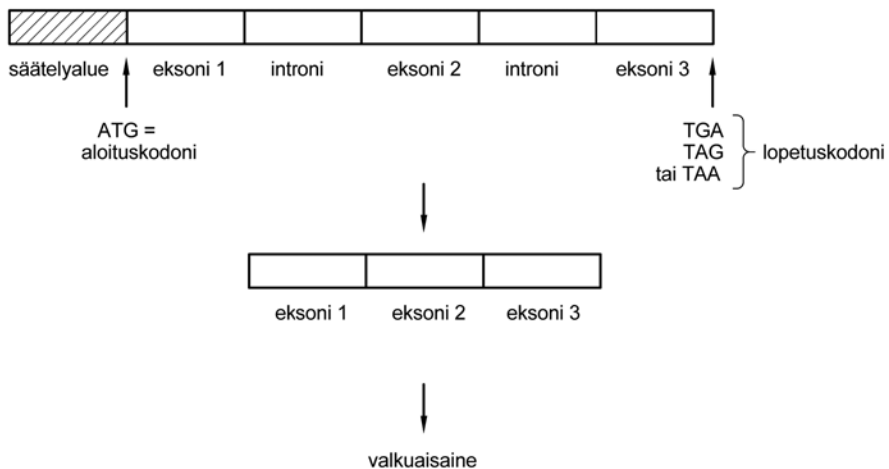 säätelyalue eksoni 1 introni eksoni 2 introni eksoni 3
ATG =
aloituskodoni
TGA
TAG
tai TAA
lopetuskodoni
eksoni 1 eksoni 2 eksoni 3
valkuaisaine